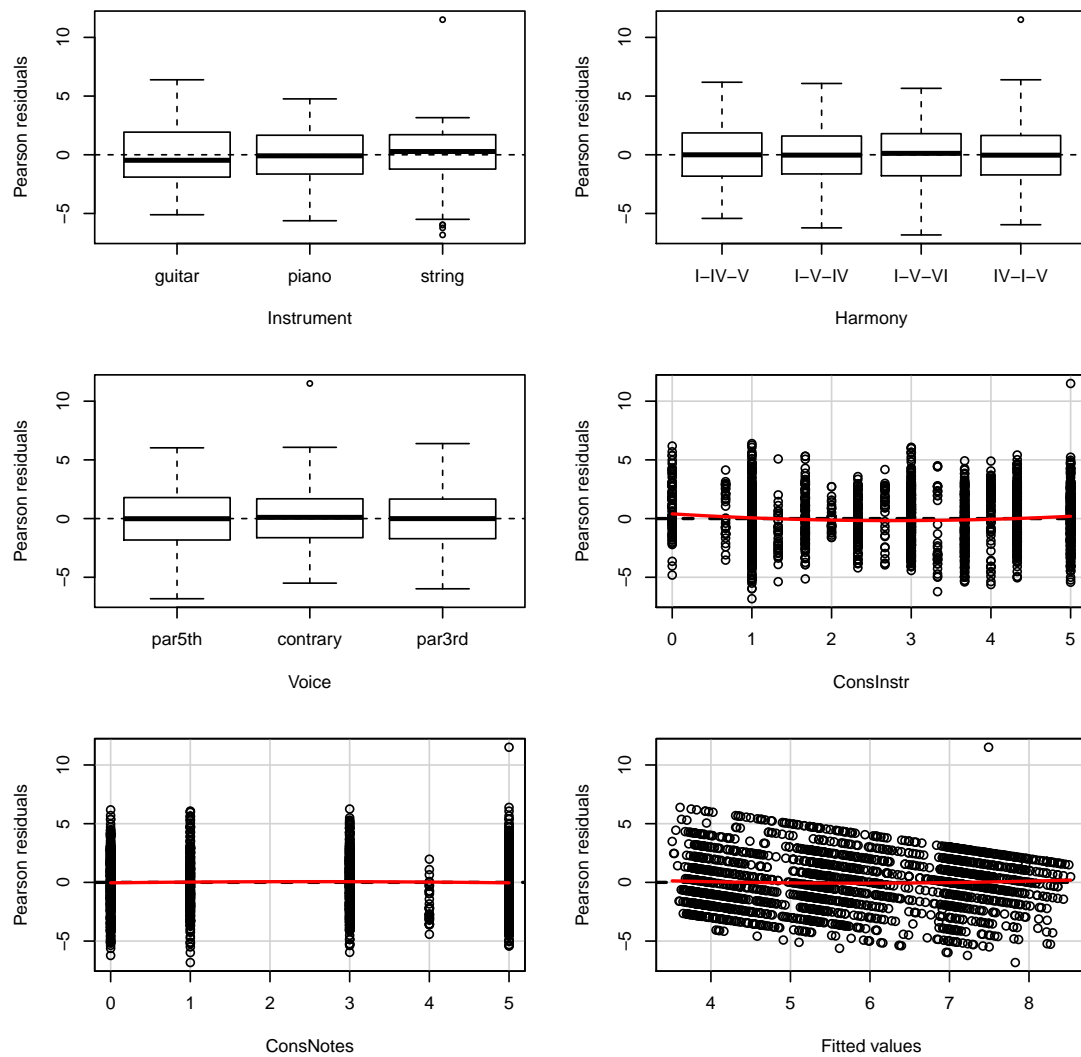 Pearson residuals
10
5
0
−5
guitar piano string
Instrument
Pearson residuals
10
5
0
−5
I−IV−V I−V−IV I−V−VI IV−I−V
Harmony
Pearson residuals
10
5
0
−5
par5th contrary par3rd
Voice
Pearson residuals
10
5
0
−5
0 1 2 3 4 5
ConsInstr
Pearson residuals
10
5
0
−5
0 1 2 3 4 5
ConsNotes
Pearson residuals
10
5
0
−5
4 5 6 7 8
Fitted values